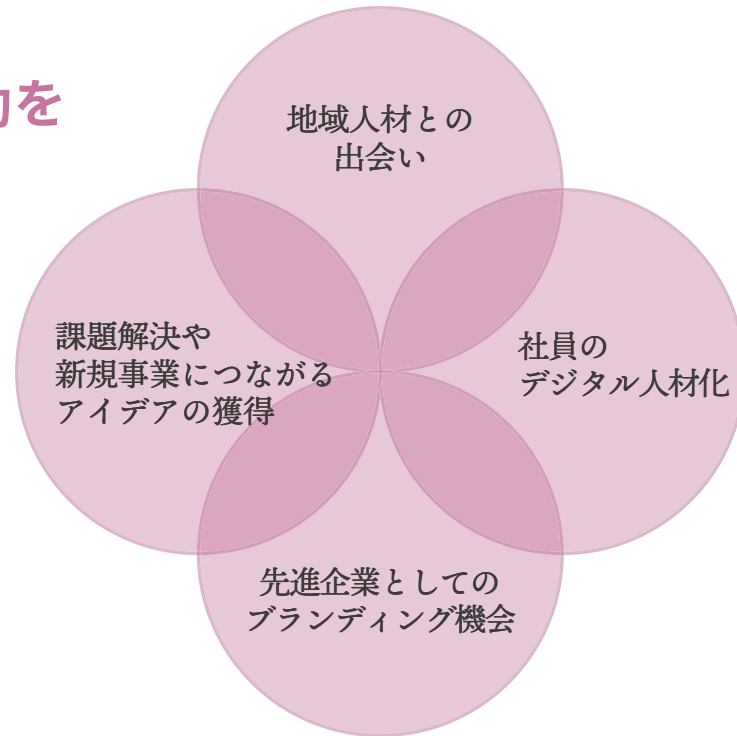 を
地域人材との
出会い
課題解決や
新規事業につながる
アイデアの獲得
社員の
デジタル人材化
先進企業としての
ブランディング機会